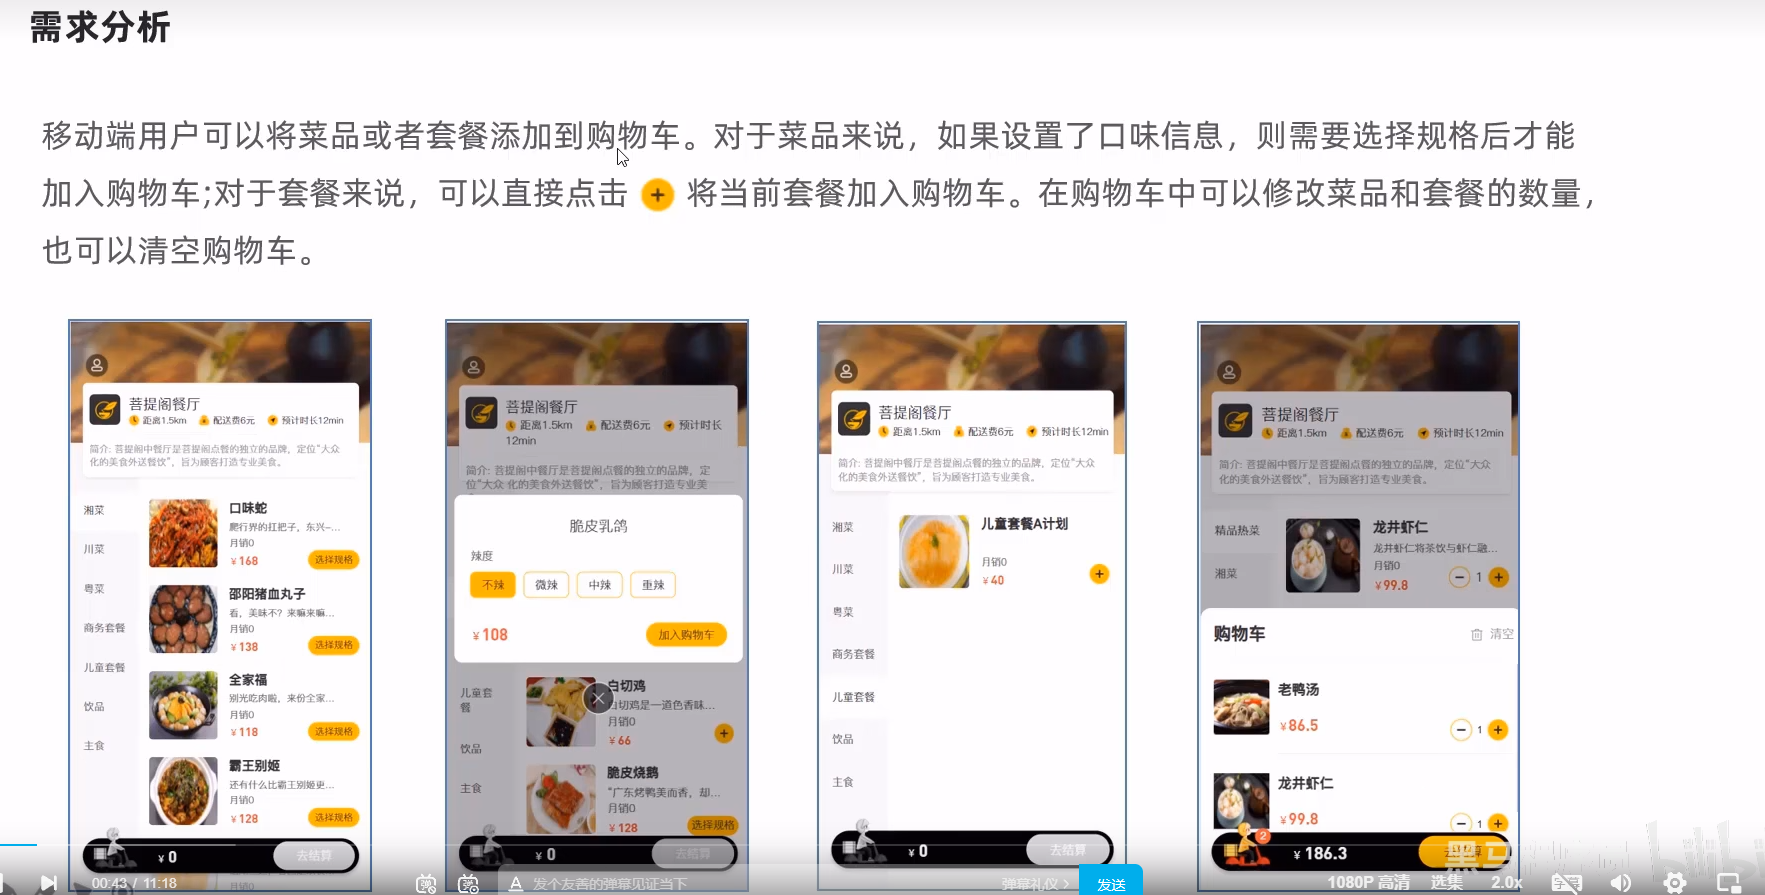 需求分析
移动端用户可以将菜品或者套餐添加到购物车。对于菜品来说，如果设置了口味信息，则需要选择规格后才能
加入购物车;对于套餐来说，可以直接点击 + 将当前套餐加入购物车。在购物车中可以修改菜品和套餐的数量，
也可以清空购物车。
菩提阁餐厅
距离1.5km 配送费6元 预计时长12min
简介: 菩提阁中餐厅是菩提阁点餐的独立的品牌，定位“大众
化的美食外送餐饮”，旨为顾客打造专业美食。
湘菜
川菜
粤菜
商务套餐
儿童套餐
饮品
主食
口味蛇
爬行界的扛把子，东兴-...
月销0
¥168
选择规格
邵阳猪血丸子
看，美味不？来嘛来嘛...
月销0
¥138
选择规格
全家福
别光吃肉啦，来份全家...
月销0
¥118
选择规格
霸王别姬
还有什么比霸王别姬更...
月销0
¥128
选择规格
¥ 0
去结算
菩提阁餐厅
距离1.5km 配送费6元 预计时长
12min
简介: 菩提阁中餐厅是菩提阁点餐的独立的品牌，定
位“大众 化的美食外送餐饮”，旨为顾客打造专业美
脆皮乳鸽
辣度
不辣 微辣 中辣 重辣
¥108
加入购物车
儿童套
餐
饮品
主食
白切鸡
白切鸡是一道色香味...
月销0
¥66
脆皮烧鹅
“广东烤鸭美而香，却...
月销0
¥128
选择规格
¥ 0
去结算
菩提阁餐厅
距离1.5km 配送费6元 预计时长12min
简介: 菩提阁中餐厅是菩提阁点餐的独立的品牌，定位“大众
化的美食外送餐饮”，旨为顾客打造专业美食。
湘菜
川菜
粤菜
商务套餐
儿童套餐
饮品
主食
儿童套餐A计划
月销0
¥40
¥ 0
去结算
菩提阁餐厅
距离1.5km 配送费6元 预计时长12min
简介: 菩提阁中餐厅是菩提阁点餐的独立的品牌，定位“大众
化的美食外送餐饮”，旨为顾客打造专业美食。
精品热菜
湘菜
龙井虾仁
龙井虾仁将茶饮与虾仁融...
月销0
¥99.8
1
购物车
清空
老鸭汤
¥86.5
1
龙井虾仁
¥99.8
1
2
¥ 186.3
00:43 / 11:18
发个友善的弹幕见证当下
弹幕礼仪 >
发送
1080P 高清
选集
2.0x
字幕